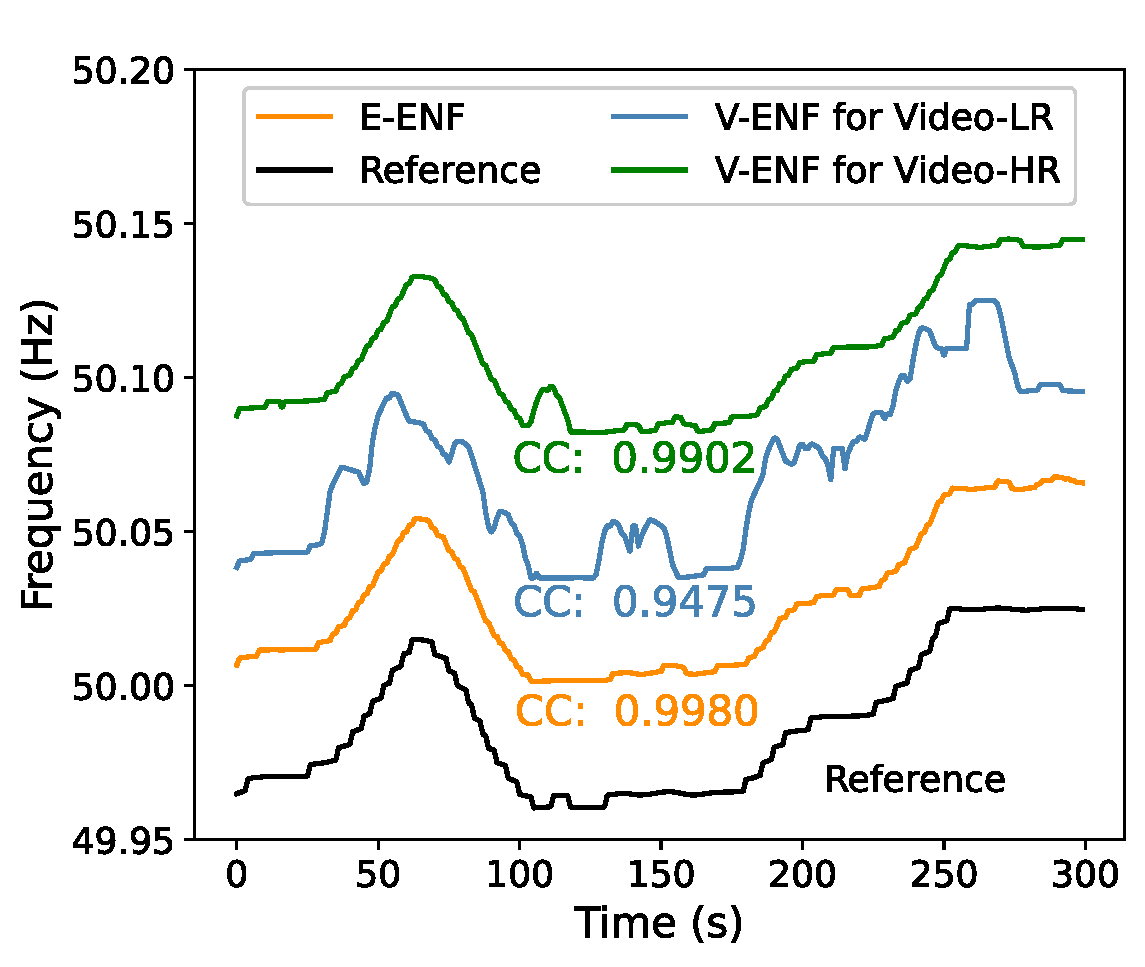 50.20
E-ENF
V-ENF for Video-LR
Reference
V-ENF for Video-HR
50.15
50.10
CC: 0.9902
Frequency (Hz)
50.05
CC: 0.9475
50.00
CC: 0.9980
Reference
49.95
0 50 100 150 200 250 300
Time (s)